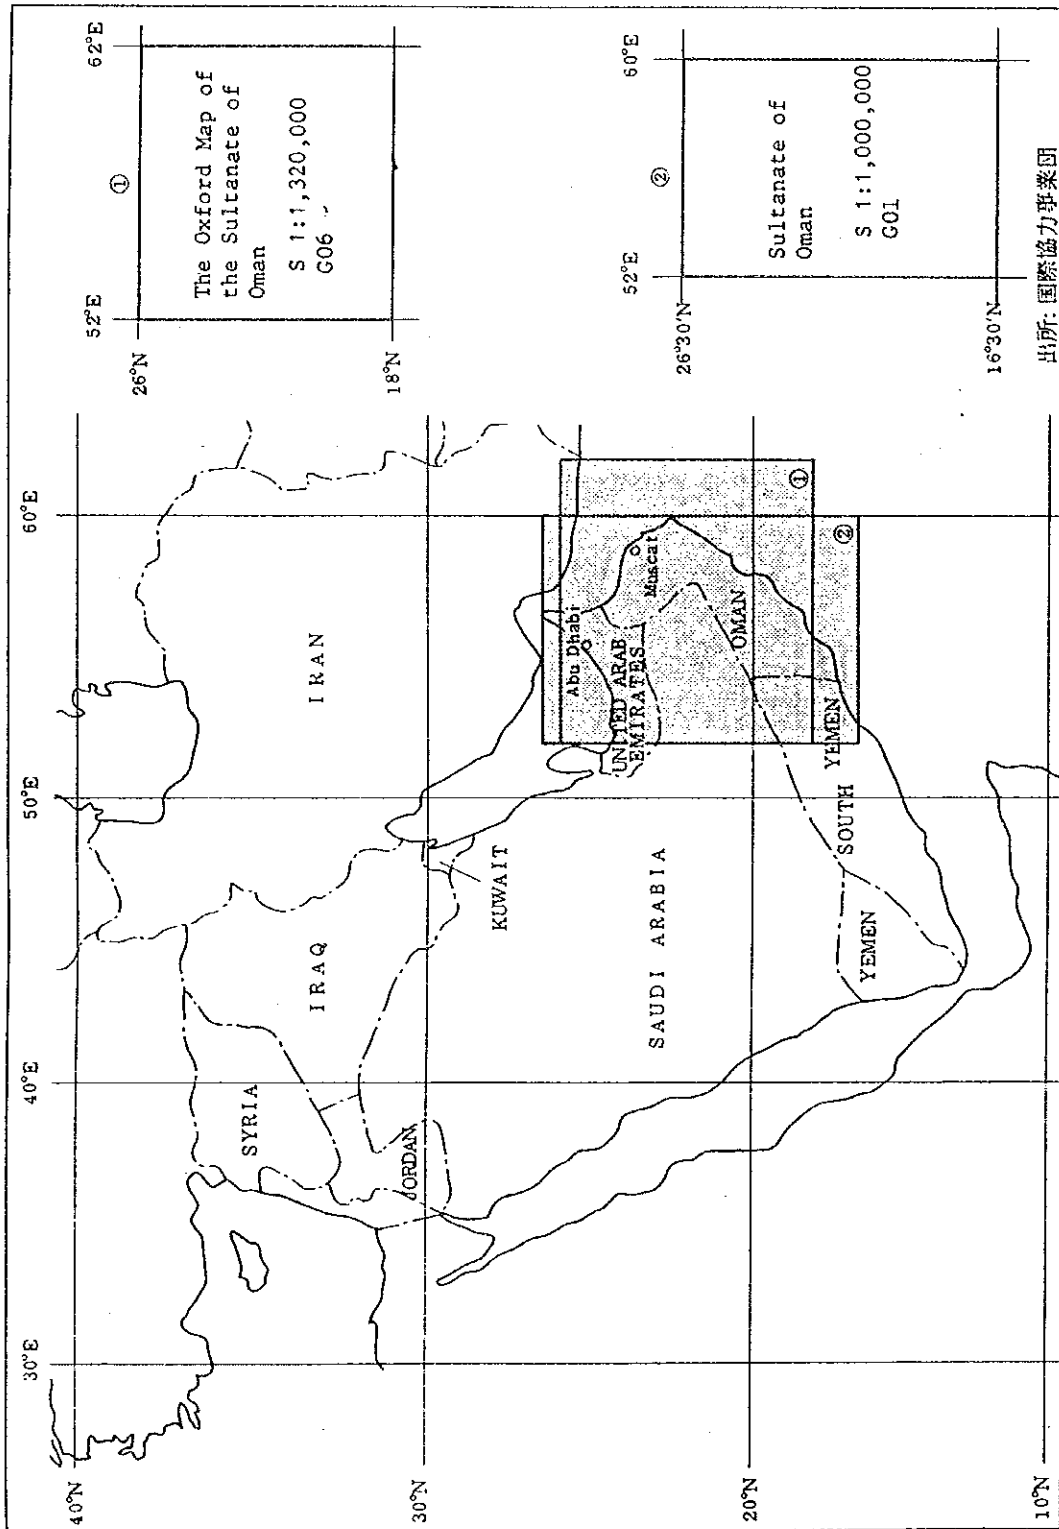 30°E
40°E
50°E
60°E
40°N
30°N
20°N
10°N
SYRIA
IRAQ
IRAN
JORDAN
KUWAIT
SAUDI ARABIA
UNITED ARAB
EMIRATES
Abu Dhabi
Muscat
OMAN
YEMEN
SOUTH YEMEN
①
②
①
52°E
62°E
26°N
18°N
The Oxford Map of
the Sultanate of
Oman
S 1:1,320,000
G06
②
52°E
60°E
26°30'N
16°30'N
Sultanate of
Oman
S 1:1,000,000
G01
出所: 国際協力事業団